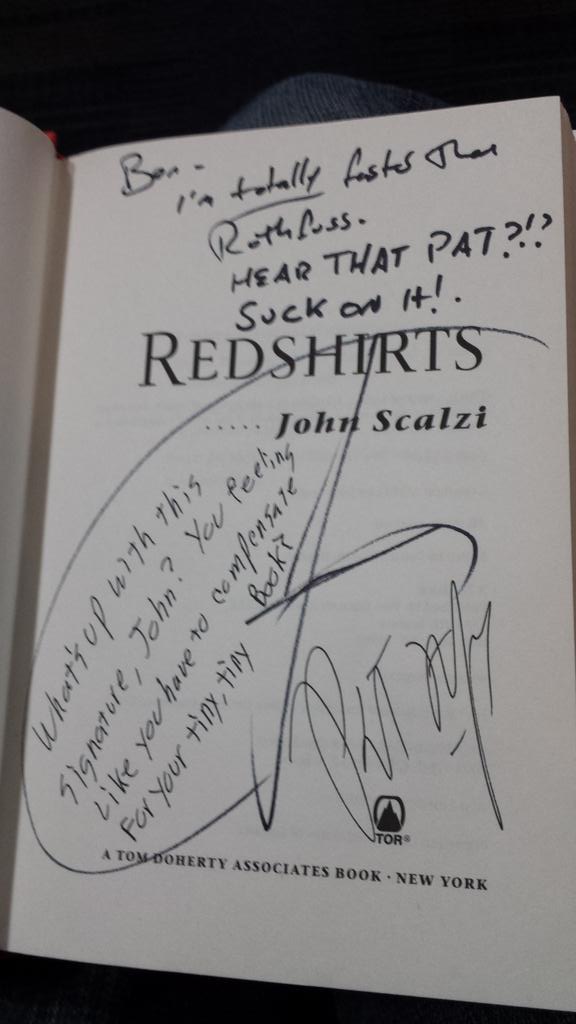 Ben-
I'm totally faster than
Rothfuss.
HEAR THAT PAT?!?
SUCK ON IT!.
REDSHIRTS
..... John Scalzi
What's up with this
signature, John? You feeling
Like you have to compensate
For your tiny, tiny
Book?
TOR®
A TOM DOHERTY ASSOCIATES BOOK · NEW YORK